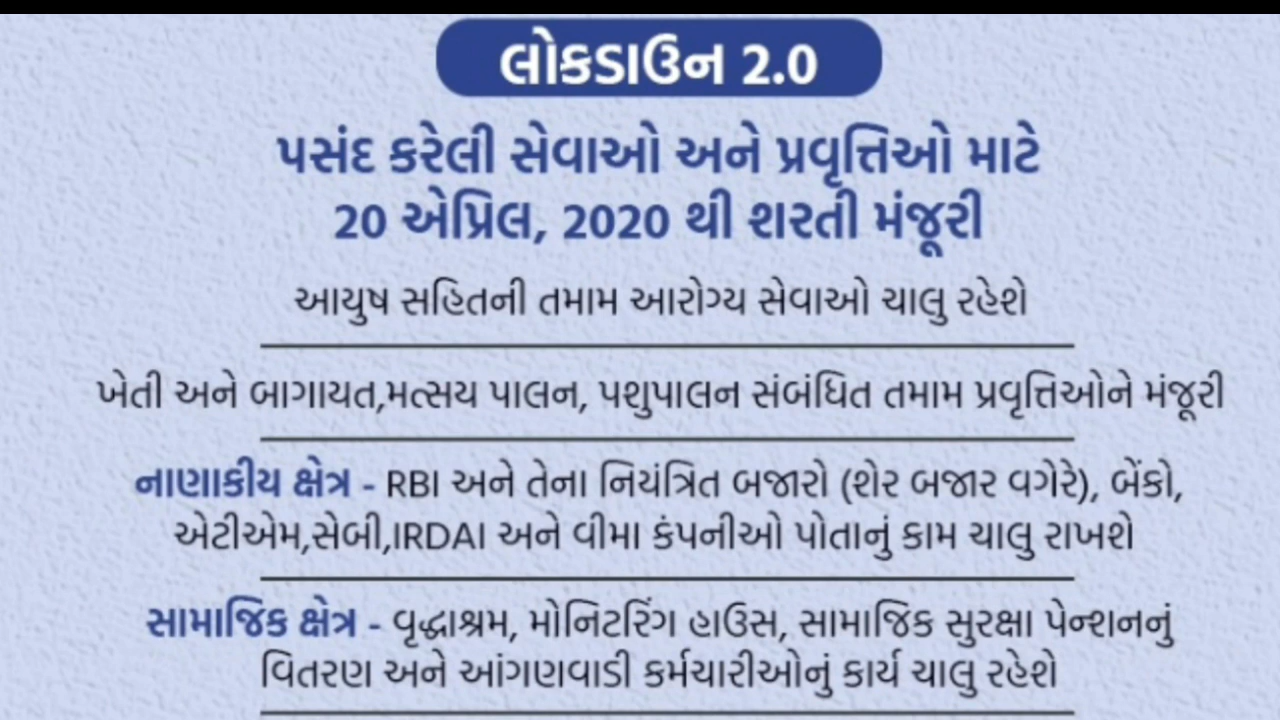 લોકડાઉન 2.0
પસંદ કરેલી સેવાઓ અને પ્રવૃત્તિઓ માટે
20 એપ્રિલ, 2020 થી શરતી મંજૂરી
આયુષ સહિતની તમામ આરોગ્ય સેવાઓ ચાલુ રહેશે
ખેતી અને બાગાયત,મત્સય પાલન, પશુપાલન સંબંધિત તમામ પ્રવૃત્તિઓને મંજૂરી
નાણાકીય ક્ષેત્ર - RBI અને તેના નિયંત્રિત બજારો (શેર બજાર વગેરે), બેંકો,
એટીએમ,સેબી,IRDAI અને વીમા કંપનીઓ પોતાનું કામ ચાલુ રાખશે
સામાજિક ક્ષેત્ર - વૃદ્ધાશ્રમ, મોનિટરિંગ હાઉસ, સામાજિક સુરક્ષા પેન્શનનું
વિતરણ અને આંગણવાડી કર્મચારીઓનું કાર્ય ચાલુ રહેશે